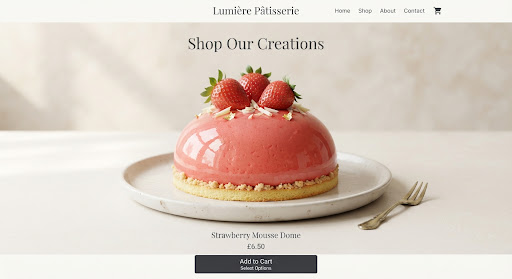 Lumière Pâtisserie
Home Shop About Contact
Shop Our Creations
Strawberry Mousse Dome
£6.50
Add to Cart
Select Options